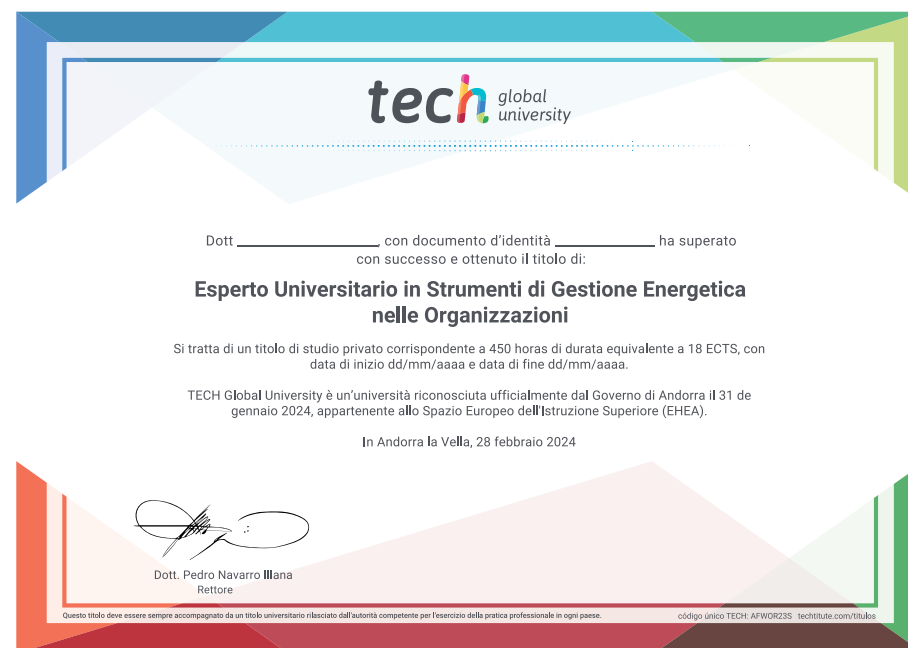 tech global
university
Dott ____________, con documento d'identità ____________ ha superato
con successo e ottenuto il titolo di:
Esperto Universitario in Strumenti di Gestione Energetica
nelle Organizzazioni
Si tratta di un titolo di studio privato corrispondente a 450 horas di durata equivalente a 18 ECTS, con
data di inizio dd/mm/aaaa e data di fine dd/mm/aaaa.
TECH Global University è un'università riconosciuta ufficialmente dal Governo di Andorra il 31 de
gennaio 2024, appartenente allo Spazio Europeo dell'Istruzione Superiore (EHEA).
In Andorra la Vella, 28 febbraio 2024
Dott. Pedro Navarro Illana
Rettore
Questo titolo deve essere sempre accompagnato da un titolo universitario rilasciato dall'autorità competente per l'esercizio della pratica professionale in ogni paese.
código único TECH: AFWOR23S techtitute.com/titulos